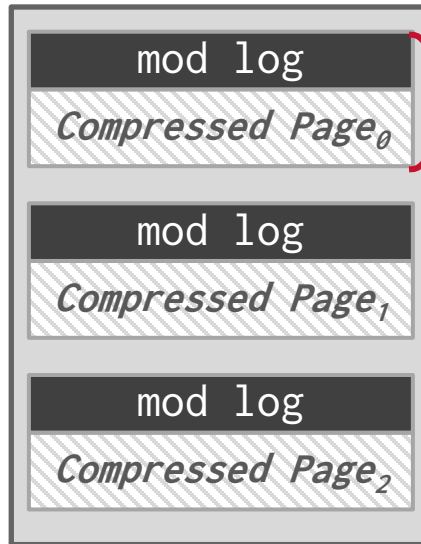 mod log
Compressed Page₀
mod log
Compressed Page₁
mod log
Compressed Page₂